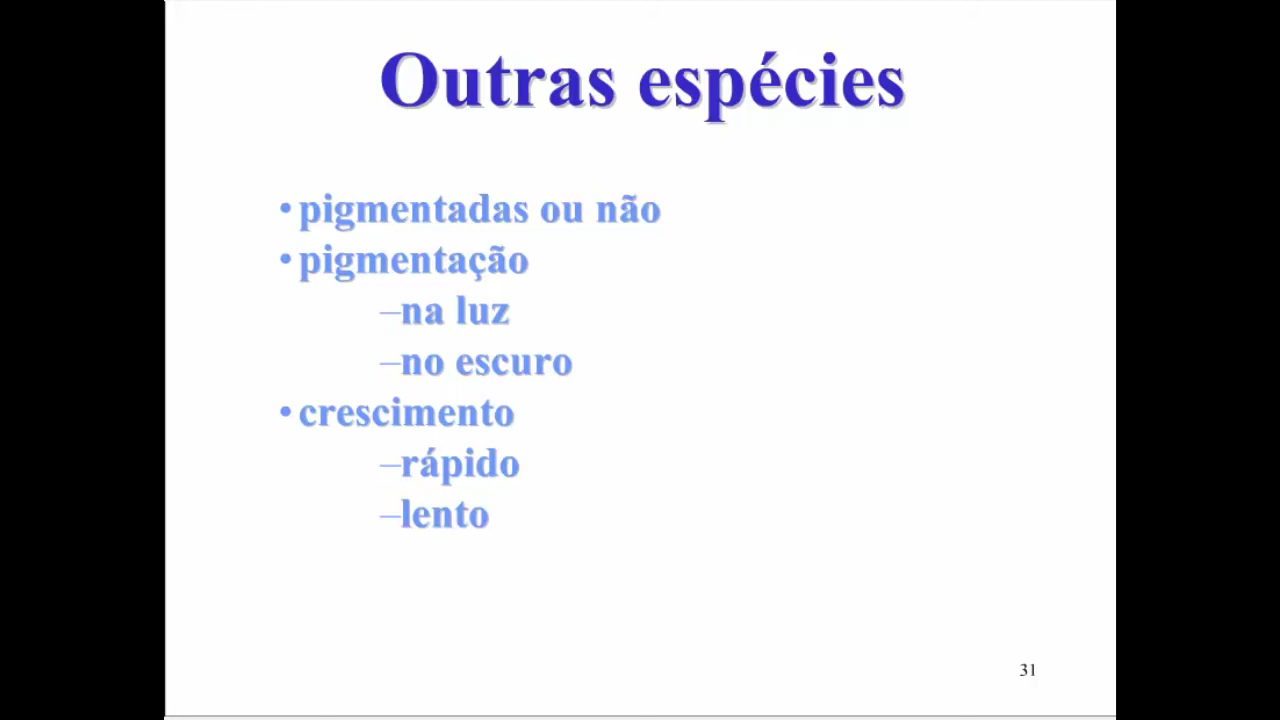 Outras espécies
•pigmentadas ou não
•pigmentação
–na luz
–no escuro
•crescimento
–rápido
–lento
31